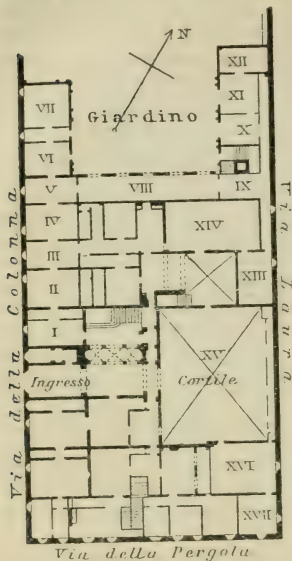 N
XII
VII
XI
Giardino
X
VI
V
VIII
IX
IV
XIV
III
XIII
II
I
XV
Ingresso
Cortile
XVI
XVII
Via della Colonna
Via Laura
Via della Pergola